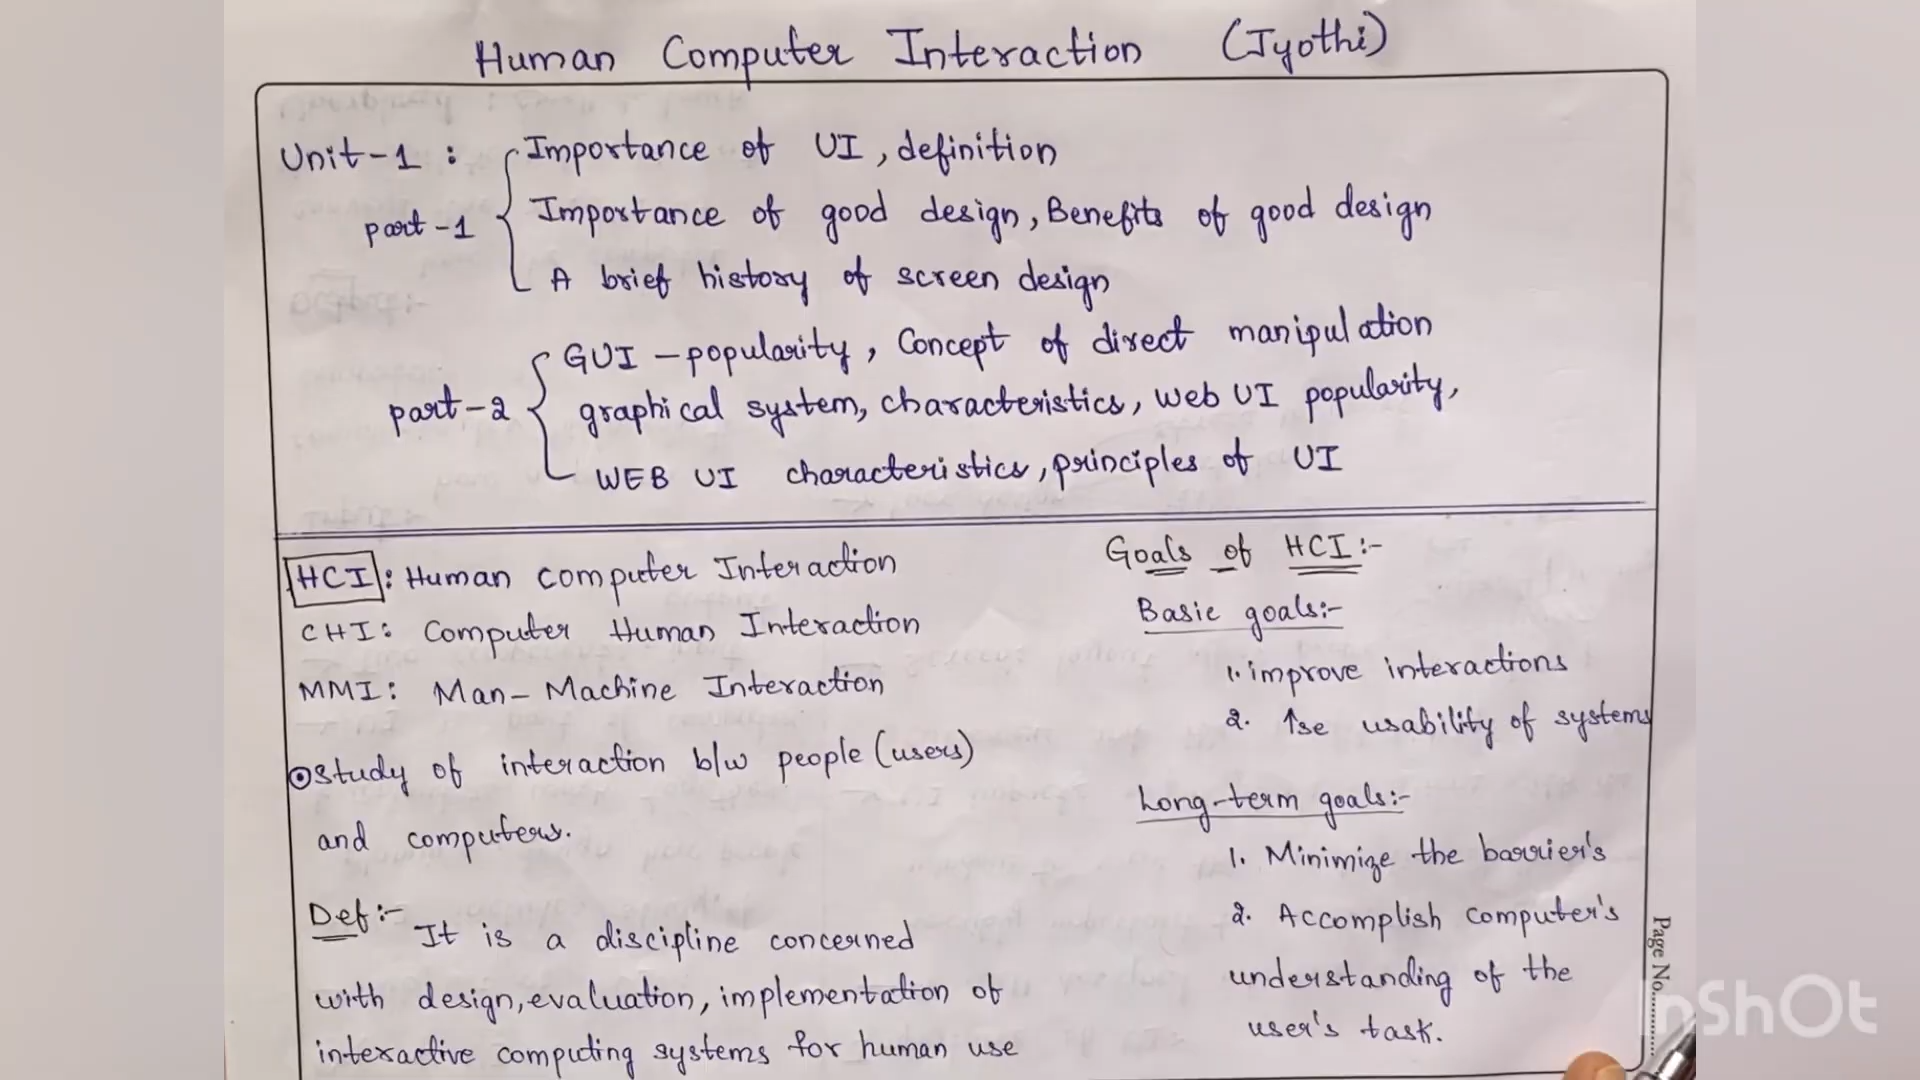 Human Computer Interaction (Jyothi)
Unit-1 : Importance of UI, definition
part-1 Importance of good design, Benefits of good design
A brief history of screen design
GUI - popularity, Concept of direct manipulation
part-2 graphical system, characteristics, Web UI popularity,
WEB UI characteristics, principles of UI
HCI : Human computer Interaction
CHI: Computer Human Interaction
MMI: Man-Machine Interaction
study of interaction b/w people (users)
and computers.
Def:- It is a discipline concerned
with design, evaluation, implementation of
interactive computing systems for human use
Goals of HCI:-
Basic goals:-
1. improve interactions
2. ↑se usability of systems
Long-term goals:-
1. Minimize the barrier's
2. Accomplish computer's
understanding of the
user's task.
Page No..........
InShOt